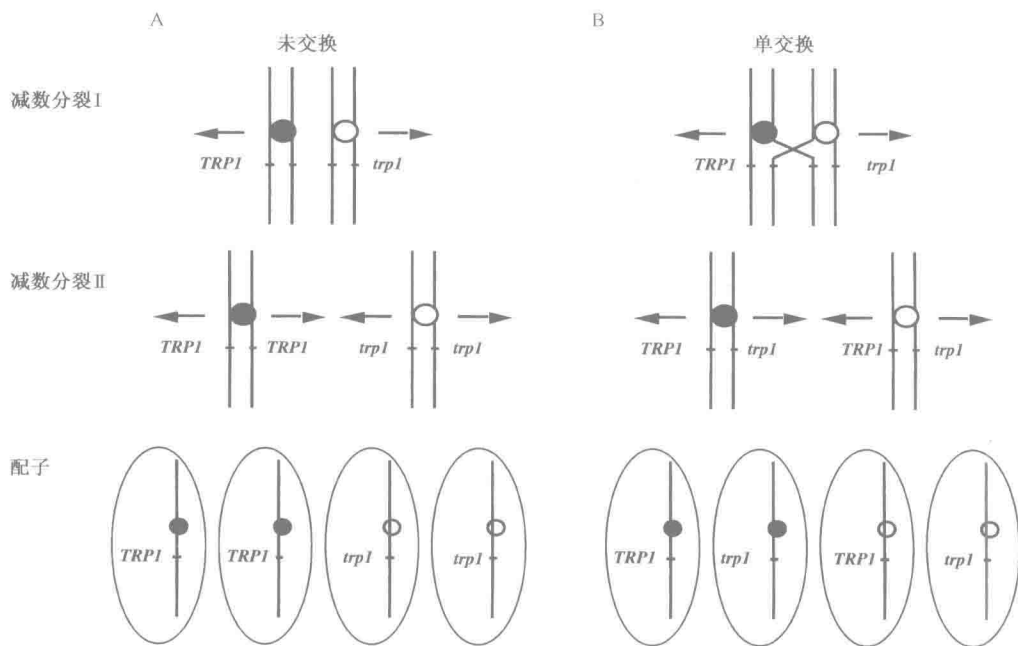 A B
未交换 单交换
减数分裂I
TRP1 trp1 TRP1 trp1
减数分裂II
TRP1 TRP1 trp1 trp1 TRP1 trp1 TRP1 trp1
配子
TRP1 TRP1 trp1 trp1 TRP1 trp1 TRP1 trp1